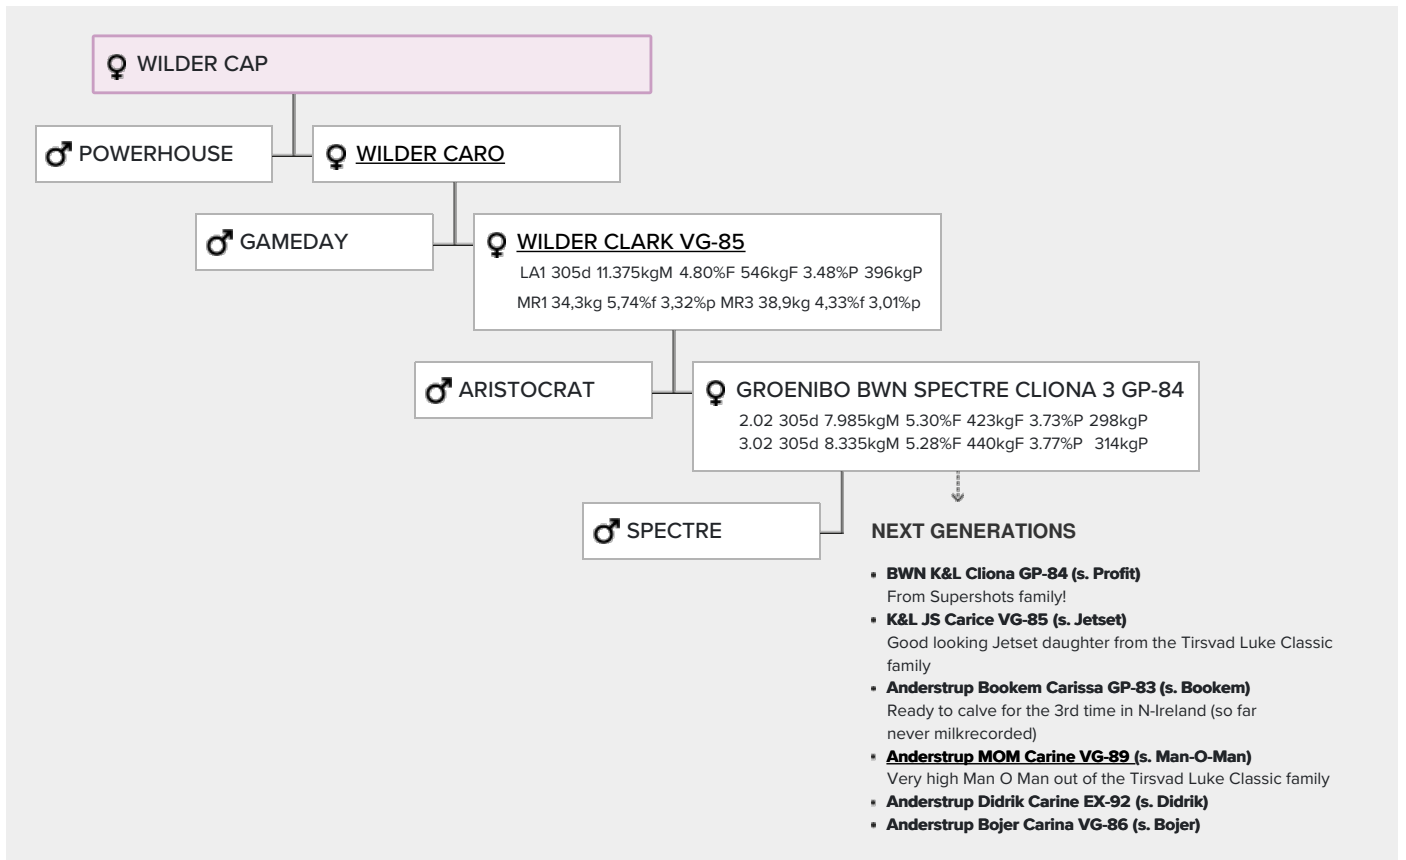 WILDER CAP
POWERHOUSE
WILDER CARO
GAMEDAY
WILDER CLARK VG-85
LA1 305d 11.375kgM 4.80%F 546kgF 3.48%P 396kgP
MR1 34,3kg 5,74%f 3,32%p MR3 38,9kg 4,33%f 3,01%p
ARISTOCRAT
GROENIBO BWN SPECTRE CLIONA 3 GP-84
2.02 305d 7.985kgM 5.30%F 423kgF 3.73%P 298kgP
3.02 305d 8.335kgM 5.28%F 440kgF 3.77%P 314kgP
SPECTRE
NEXT GENERATIONS
BWN K&L Cliona GP-84 (s. Profit)
From Supershots family!
K&L JS Carice VG-85 (s. Jetset)
Good looking Jetset daughter from the Tirsvad Luke Classic
family
Anderstrup Bookem Carissa GP-83 (s. Bookem)
Ready to calve for the 3rd time in N-Ireland (so far
never milkrecorded)
Anderstrup MOM Carine VG-89 (s. Man-O-Man)
Very high Man O Man out of the Tirsvad Luke Classic family
Anderstrup Didrik Carine EX-92 (s. Didrik)
Anderstrup Bojer Carina VG-86 (s. Bojer)